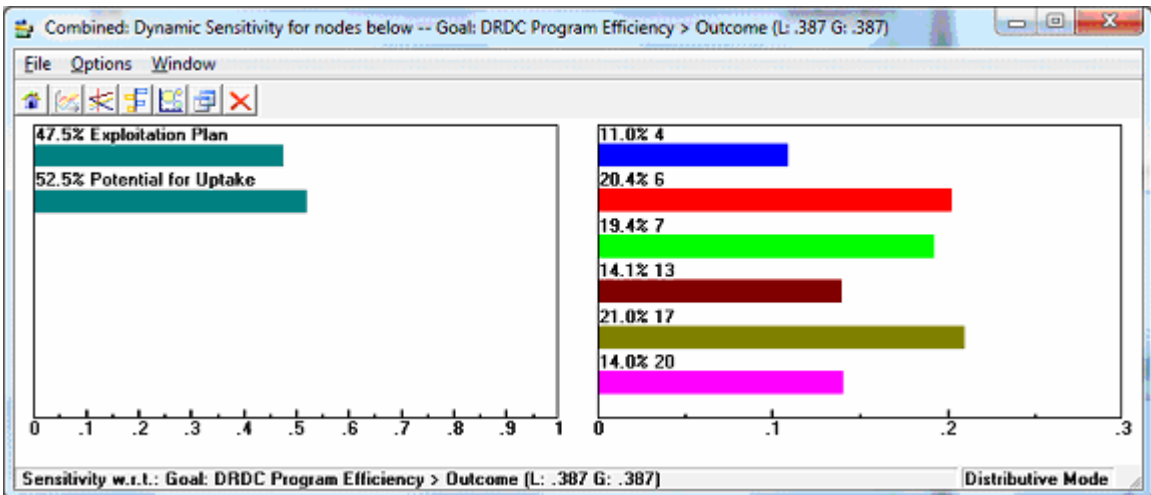 Combined: Dynamic Sensitivity for nodes below -- Goal: DRDC Program Efficiency > Outcome (L: .387 G: .387)
File Options Window
47.5% Exploitation Plan
52.5% Potential for Uptake
0 .1 .2 .3 .4 .5 .6 .7 .8 .9 1
11.0% 4
20.4% 6
19.4% 7
14.1% 13
21.0% 17
14.0% 20
0 .1 .2 .3
Sensitivity w.r.t.: Goal: DRDC Program Efficiency > Outcome (L: .387 G: .387)
Distributive Mode